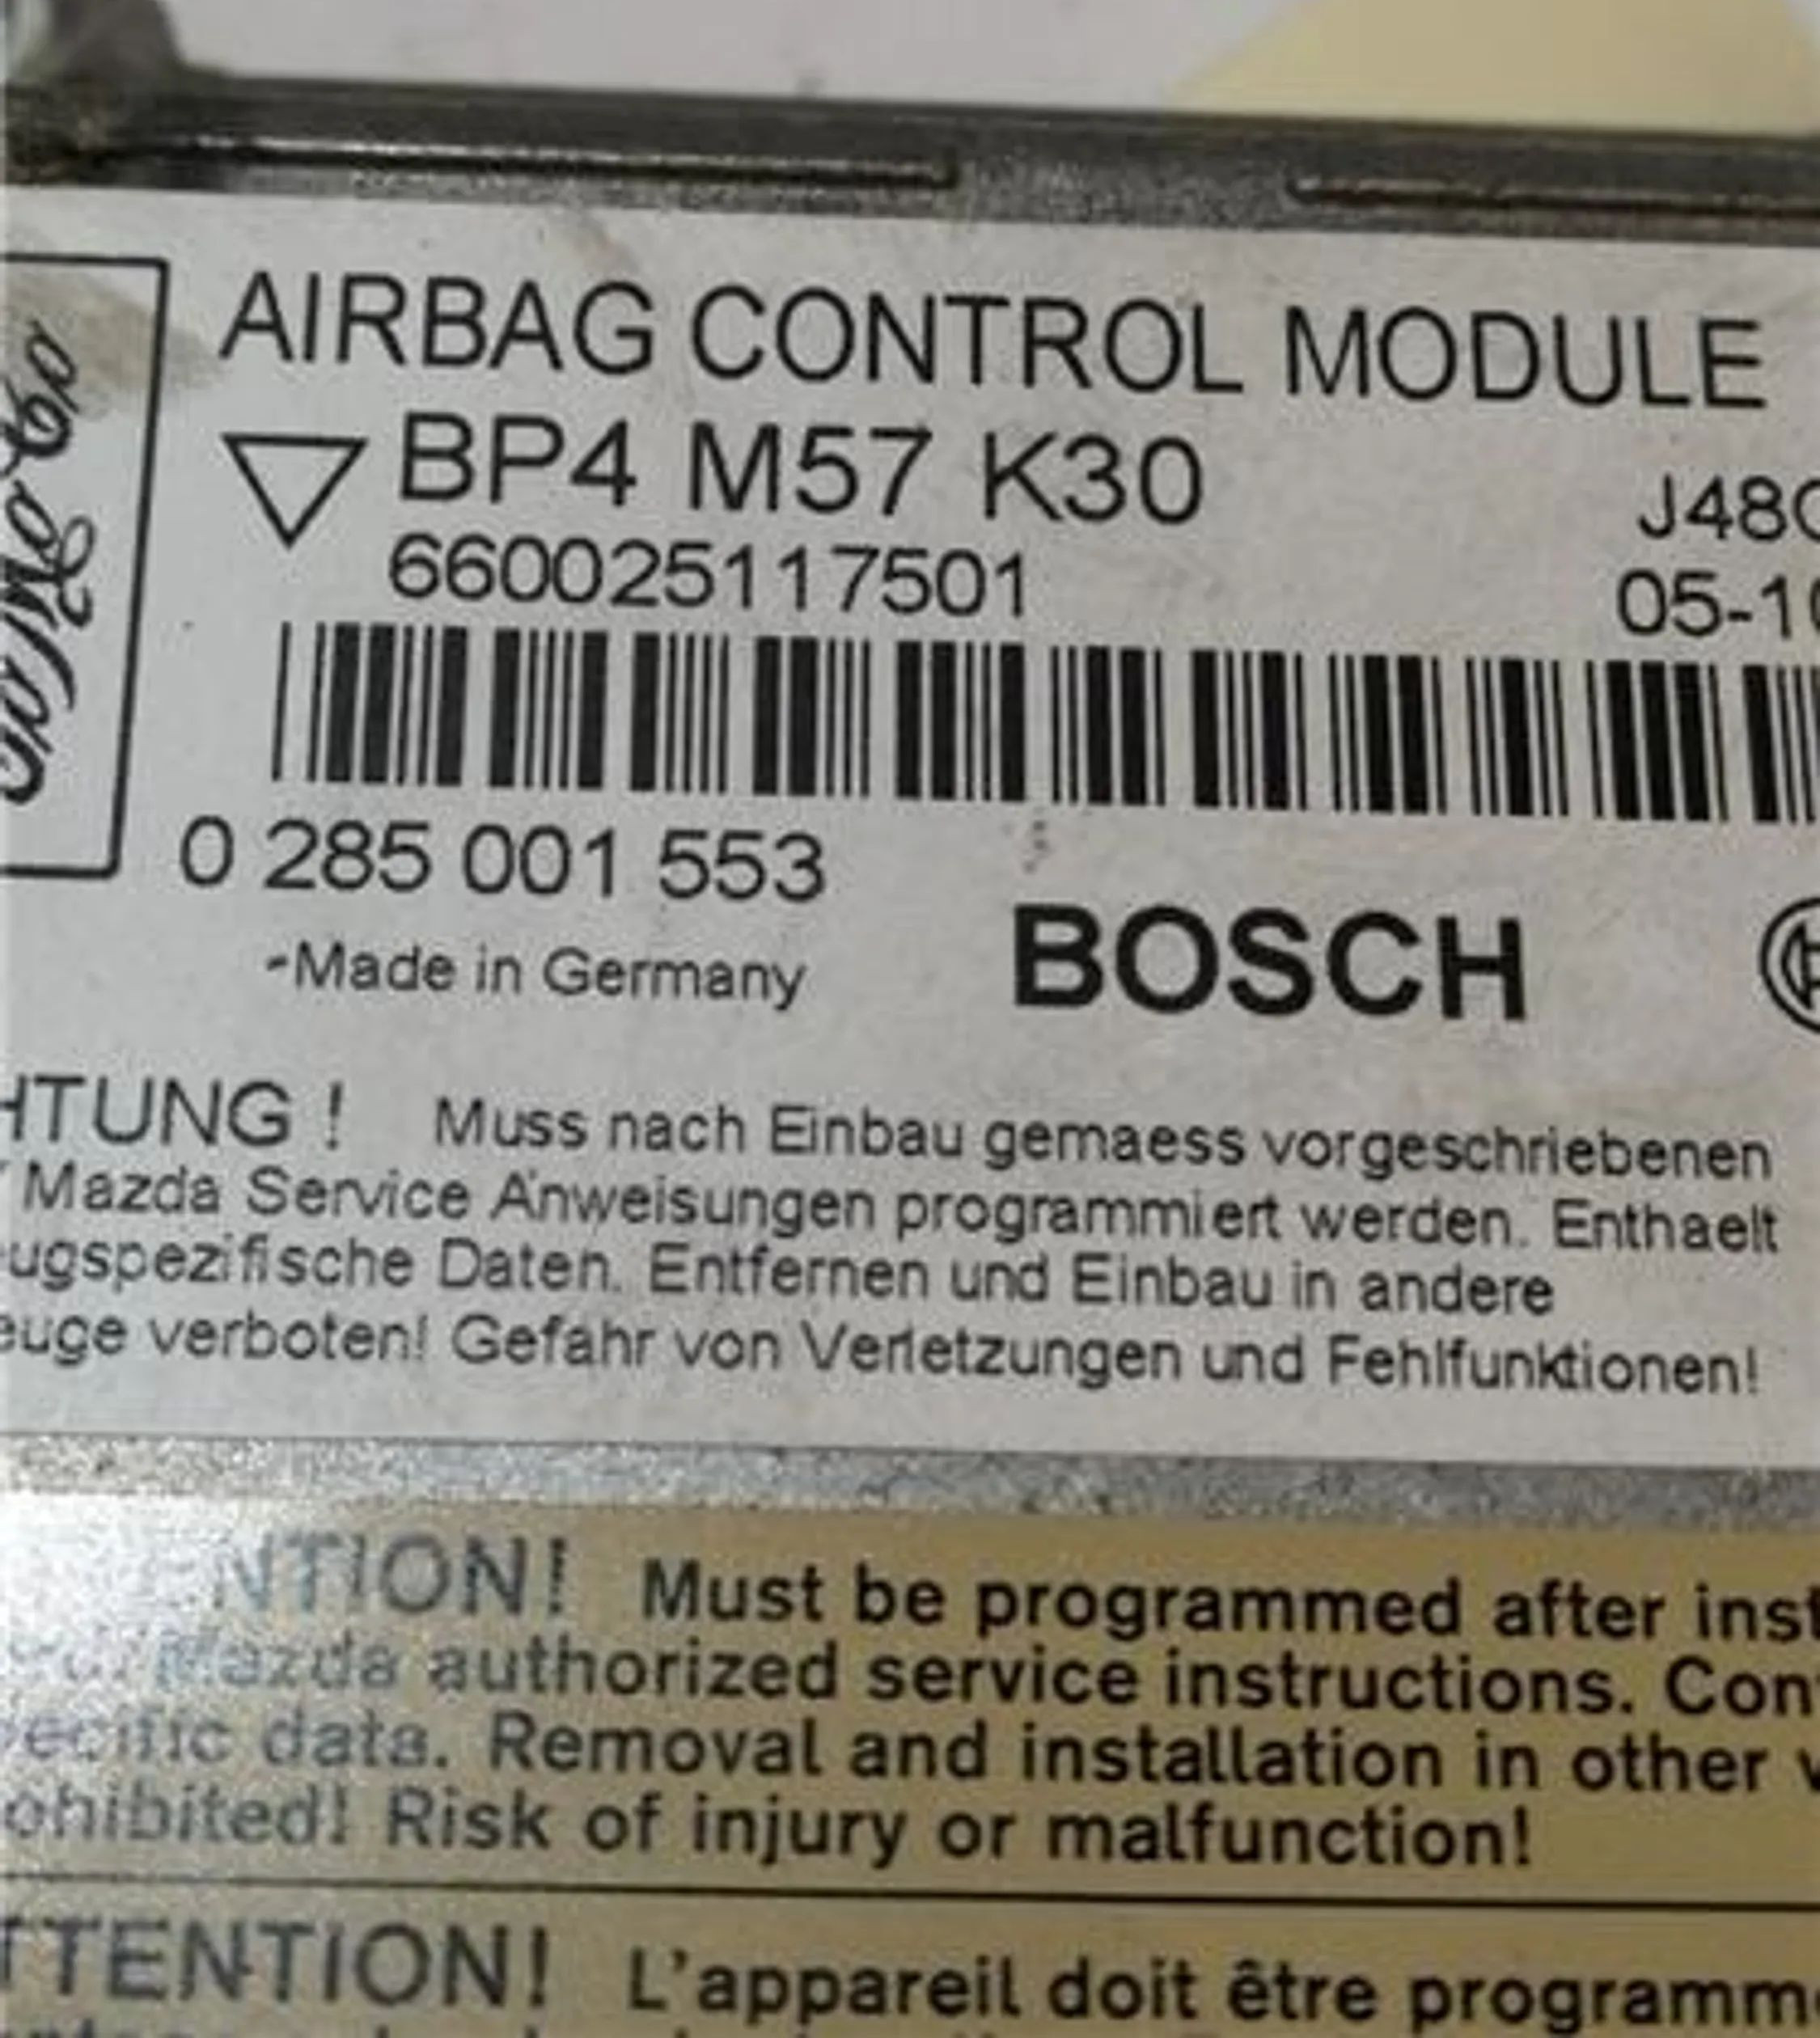 AIRBAG CONTROL MODULE
BP4 M57 K30
J48
660025117501
05-10
0 285 001 553
-Made in Germany
BOSCH
HTUNG ! Muss nach Einbau gemaess vorgeschriebenen
Mazda Service Anweisungen programmiert werden. Enthaelt
ugspezifische Daten. Entfernen und Einbau in andere
euge verboten! Gefahr von Verletzungen und Fehlfunktionen!
NTION! Must be programmed after inst
Mazda authorized service instructions. Con
ecific data. Removal and installation in other v
ohibited! Risk of injury or malfunction!
TTENTION! L'appareil doit être programm